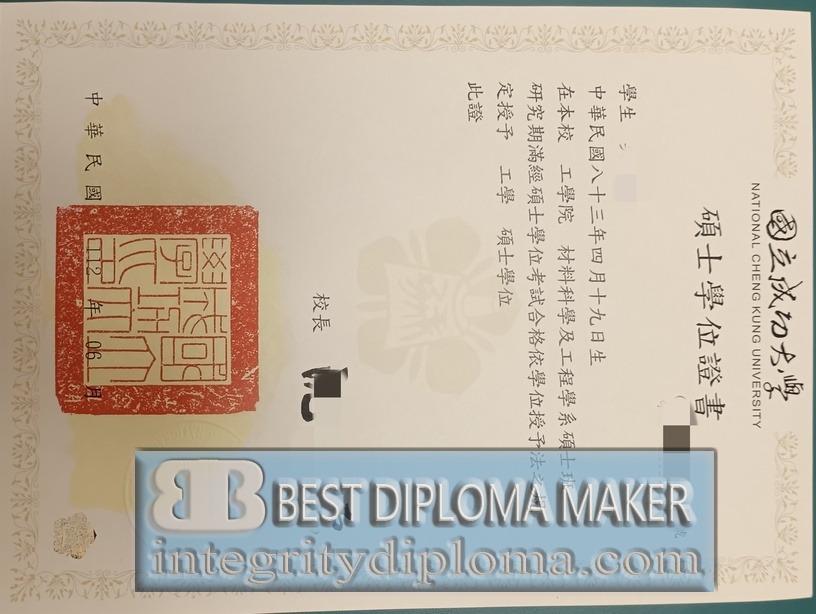 國立成功大學
NATIONAL CHENG KUNG UNIVERSITY
碩士學位證書
學生
中華民國八十三年四月十九日生
在本校 工學院 材料科學及工程學系碩士班
研究期滿經碩士學位考試合格依學位授予法之規
定授予 工學 碩士學位
此證
校長
中華民國 112 年 06 月
BEST DIPLOMA MAKER
integritydiploma.com